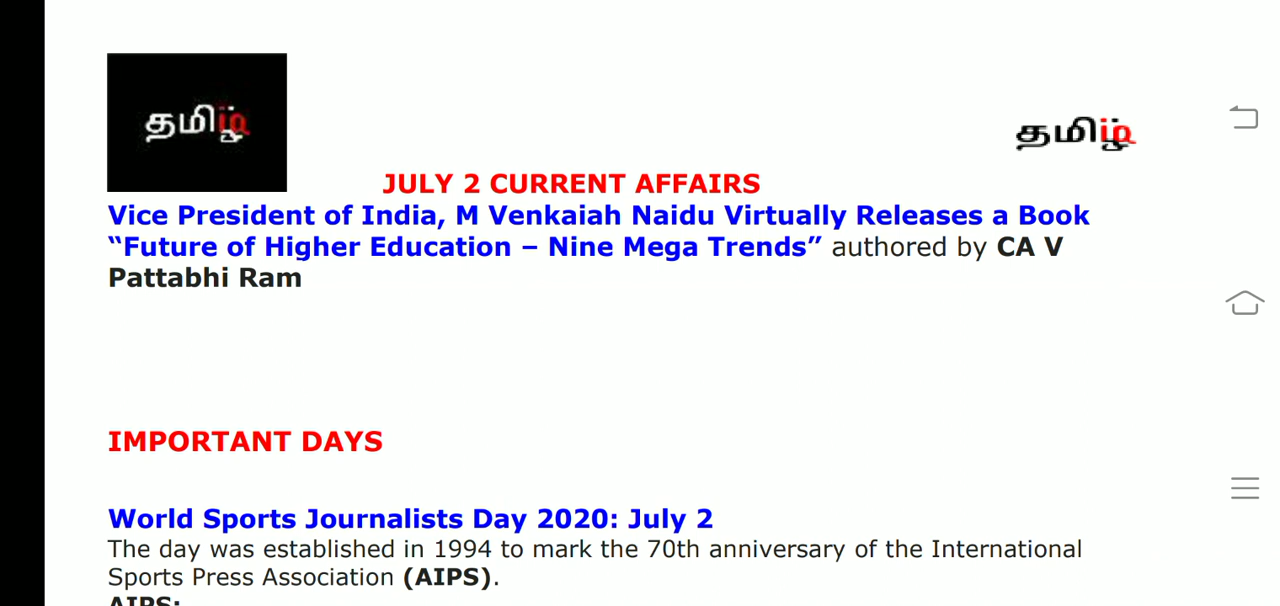 தமிழ்
தமிழ்
JULY 2 CURRENT AFFAIRS
Vice President of India, M Venkaiah Naidu Virtually Releases a Book
“Future of Higher Education – Nine Mega Trends” authored by CA V
Pattabhi Ram
IMPORTANT DAYS
World Sports Journalists Day 2020: July 2
The day was established in 1994 to mark the 70th anniversary of the International
Sports Press Association (AIPS).
AIPS: